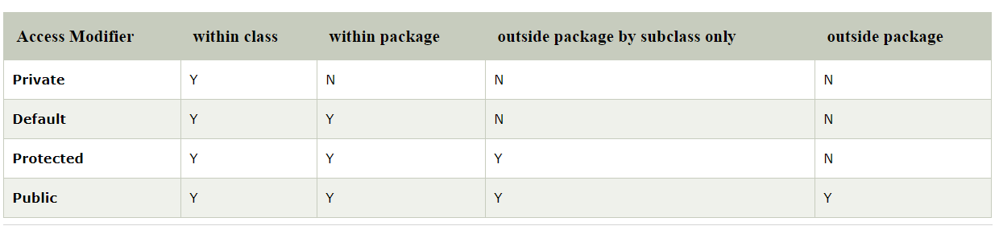 Access Modifier within class within package outside package by subclass only outside package
Private Y N N N
Default Y Y N N
Protected Y Y Y N
Public Y Y Y Y